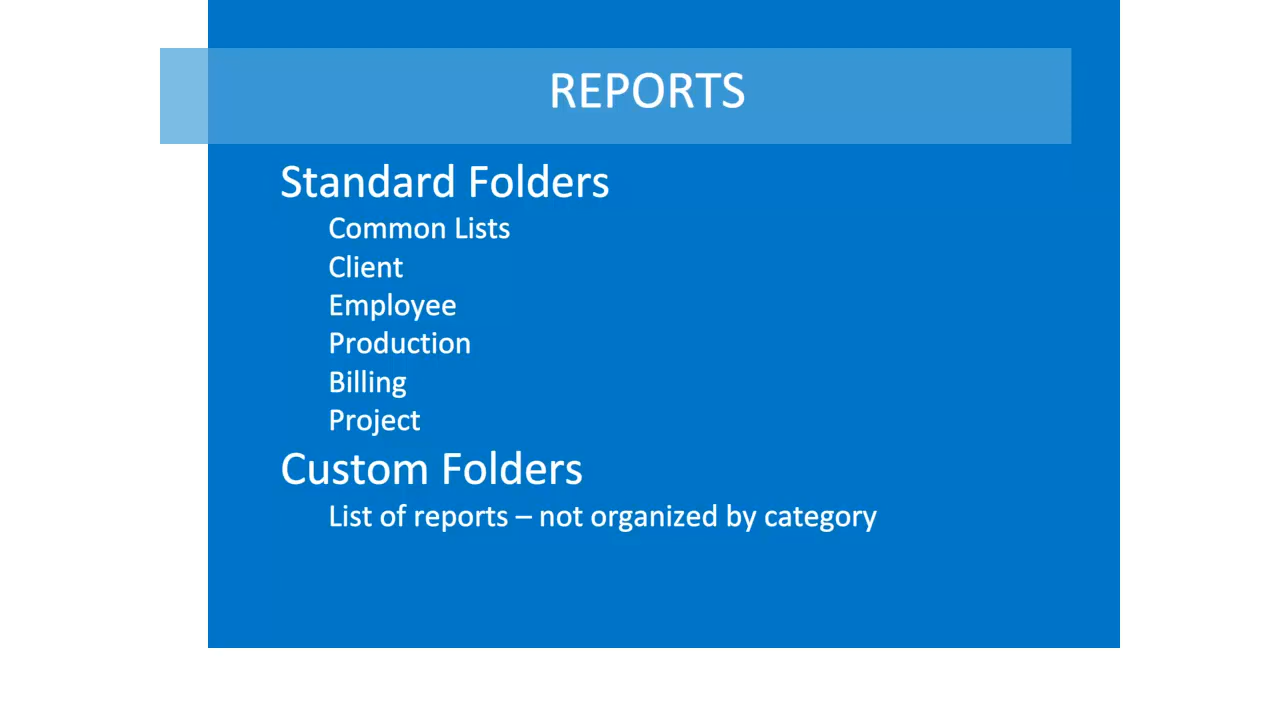 REPORTS
Standard Folders
Common Lists
Client
Employee
Production
Billing
Project
Custom Folders
List of reports – not organized by category